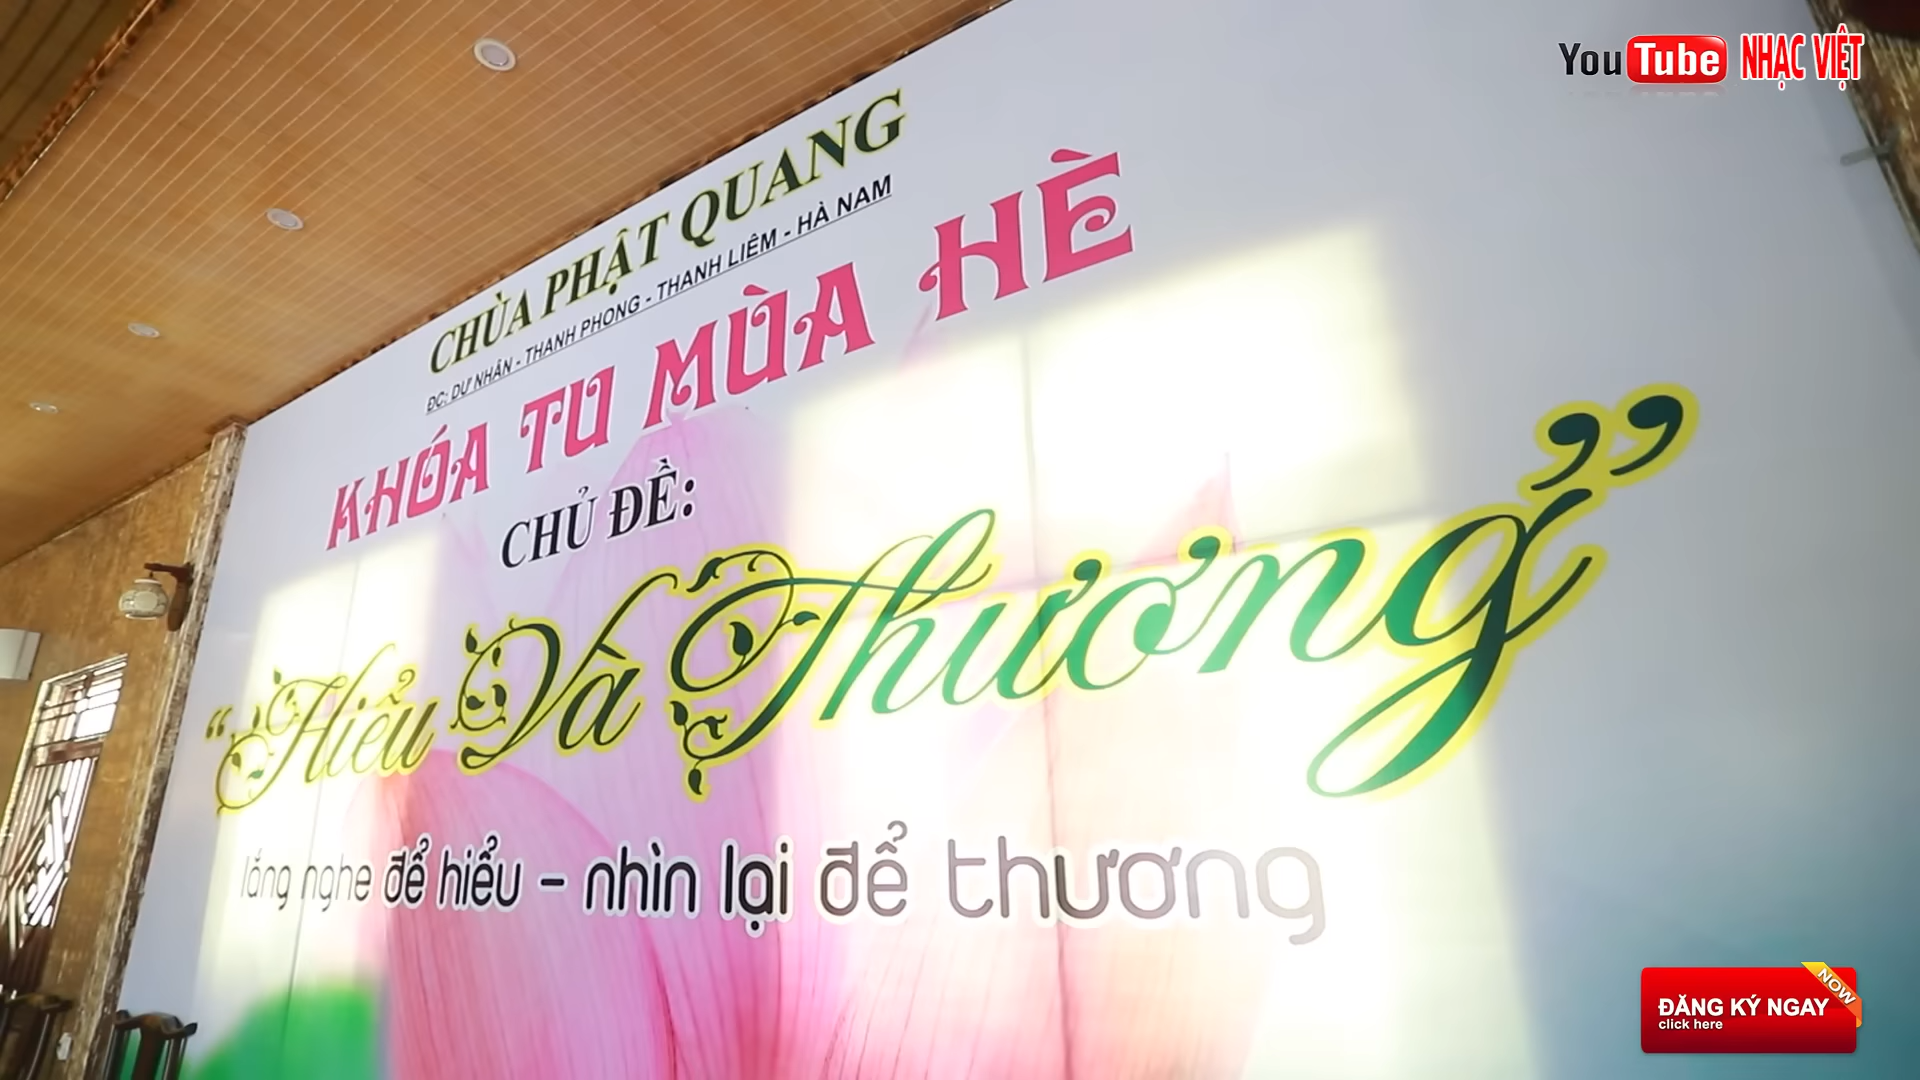 YouTube NHẠC VIỆT
CHÙA PHẬT QUANG
ĐC: DƯ NHÂN - THANH PHONG - THANH LIÊM - HÀ NAM
KHÓA TU MÙA HÈ
CHỦ ĐỀ:
“Hiểu Và Thương”
lắng nghe để hiểu – nhìn lại để thương
NOW
ĐĂNG KÝ NGAY
click here